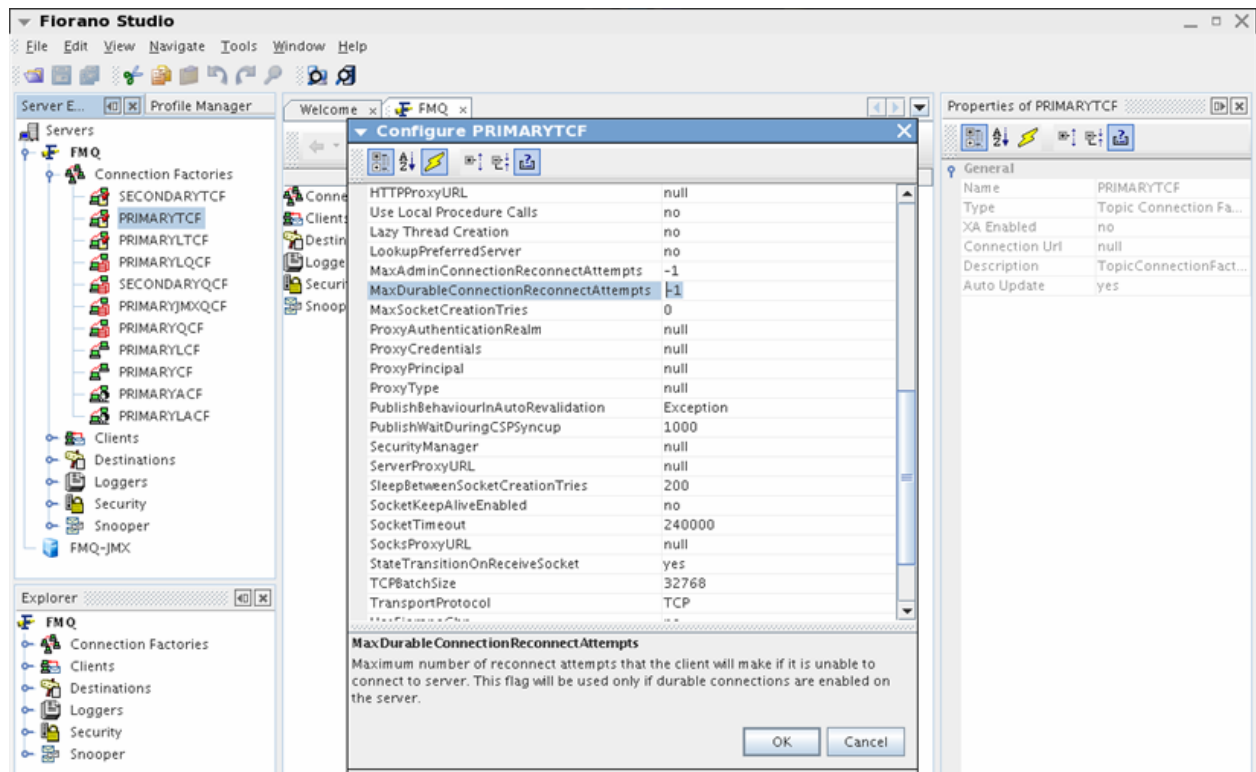 Fiorano Studio
File Edit View Navigate Tools Window Help
Server E... Profile Manager
Servers
FMQ
Connection Factories
SECONDARYTCF
PRIMARYTCF
PRIMARYLTCF
PRIMARYLQCF
SECONDARYQCF
PRIMARYJMXQCF
PRIMARYQCF
PRIMARYLCF
PRIMARYCF
PRIMARYACF
PRIMARYLACF
Clients
Destinations
Loggers
Security
Snooper
FMQ-JMX
Explorer
FMQ
Connection Factories
Clients
Destinations
Loggers
Security
Snooper
Welcome x FMQ x
Conne
Clients
Destin
Logge
Securi
Snoop
Configure PRIMARYTCF
HTTPProxyURL null
Use Local Procedure Calls no
Lazy Thread Creation no
LookupPreferredServer no
MaxAdminConnectionReconnectAttempts -1
MaxDurableConnectionReconnectAttempts -1
MaxSocketCreationTries 0
ProxyAuthenticationRealm null
ProxyCredentials null
ProxyPrincipal null
ProxyType null
PublishBehaviourInAutoRevalidation Exception
PublishWaitDuringCSPSyncup 1000
SecurityManager null
ServerProxyURL null
SleepBetweenSocketCreationTries 200
SocketKeepAliveEnabled no
SocketTimeout 240000
SocksProxyURL null
StateTransitionOnReceiveSocket yes
TCPBatchSize 32768
TransportProtocol TCP
MaxDurableConnectionReconnectAttempts
Maximum number of reconnect attempts that the client will make if it is unable to
connect to server. This flag will be used only if durable connections are enabled on
the server.
OK Cancel
Properties of PRIMARYTCF
General
Name PRIMARYTCF
Type Topic Connection Fa...
XA Enabled no
Connection Url null
Description TopicConnectionFact...
Auto Update yes